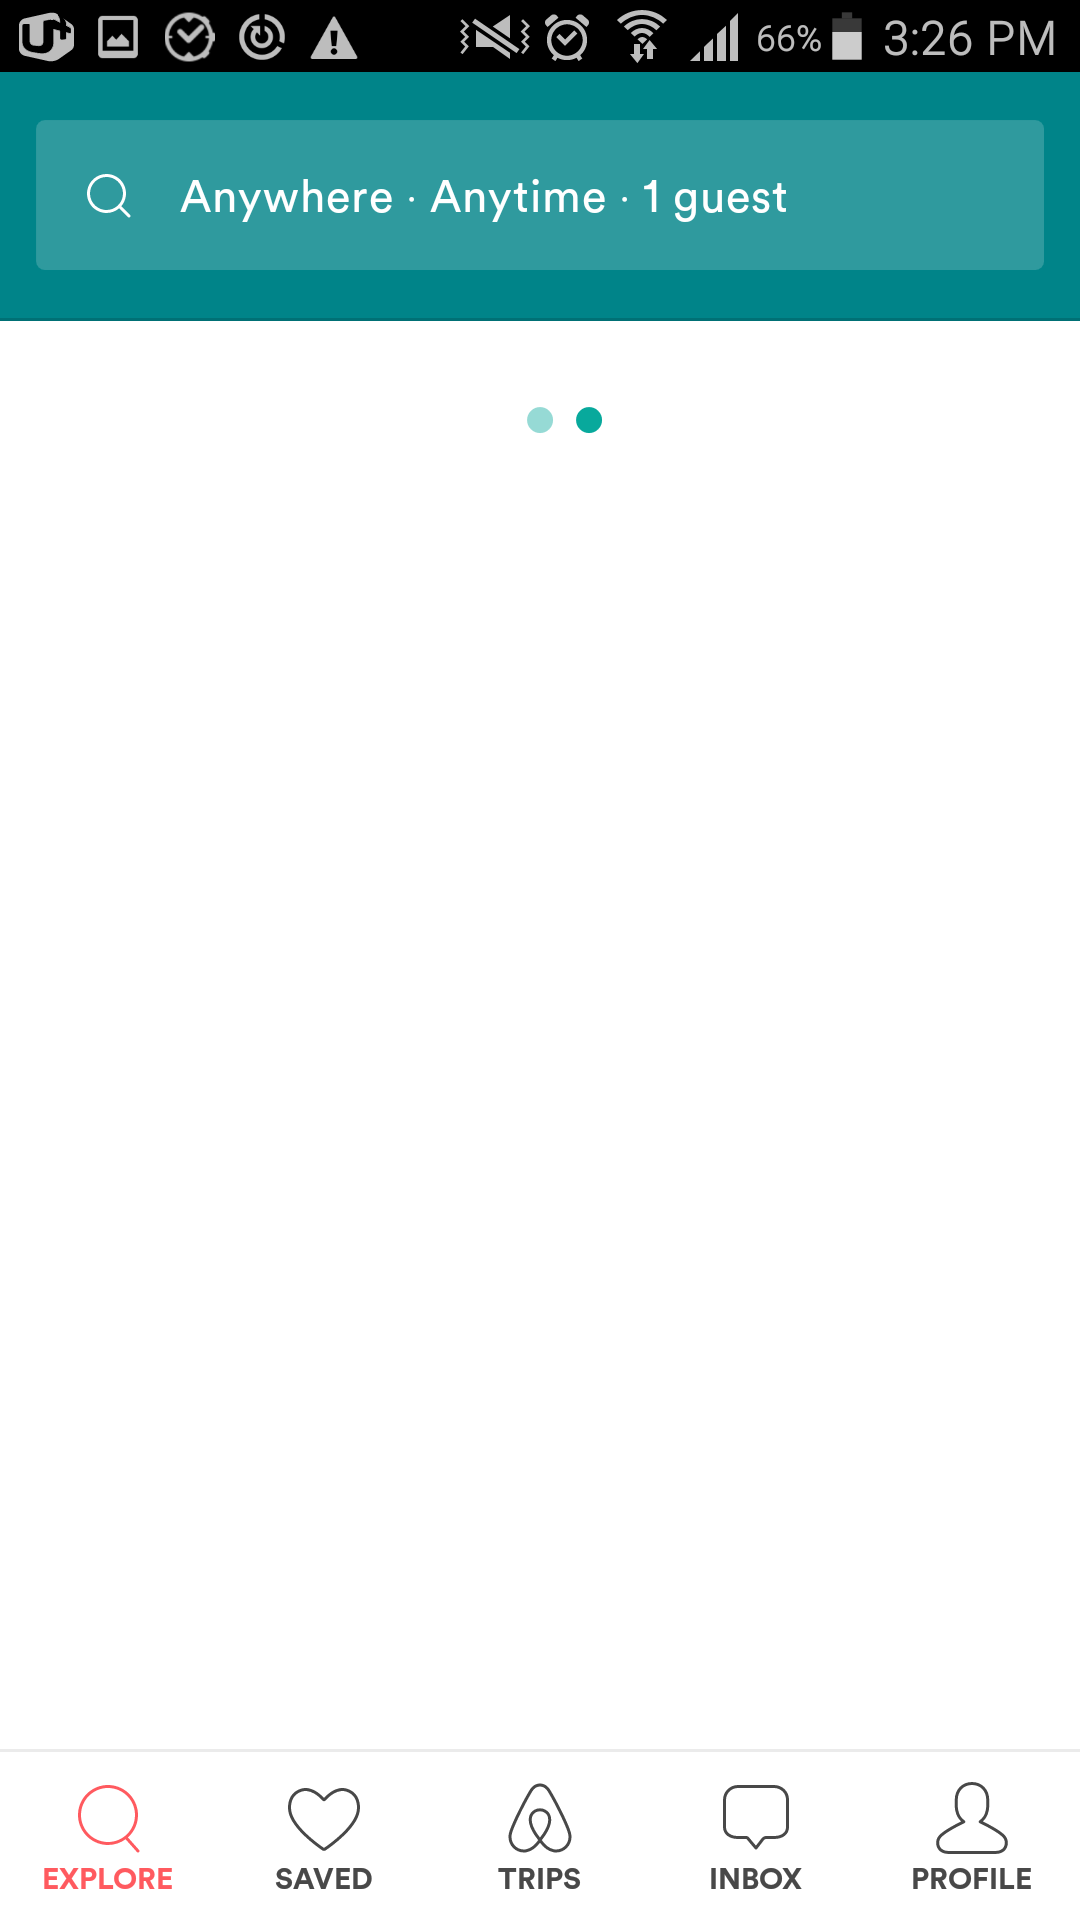 66% 3:26 PM
Anywhere · Anytime · 1 guest
EXPLORE SAVED TRIPS INBOX PROFILE